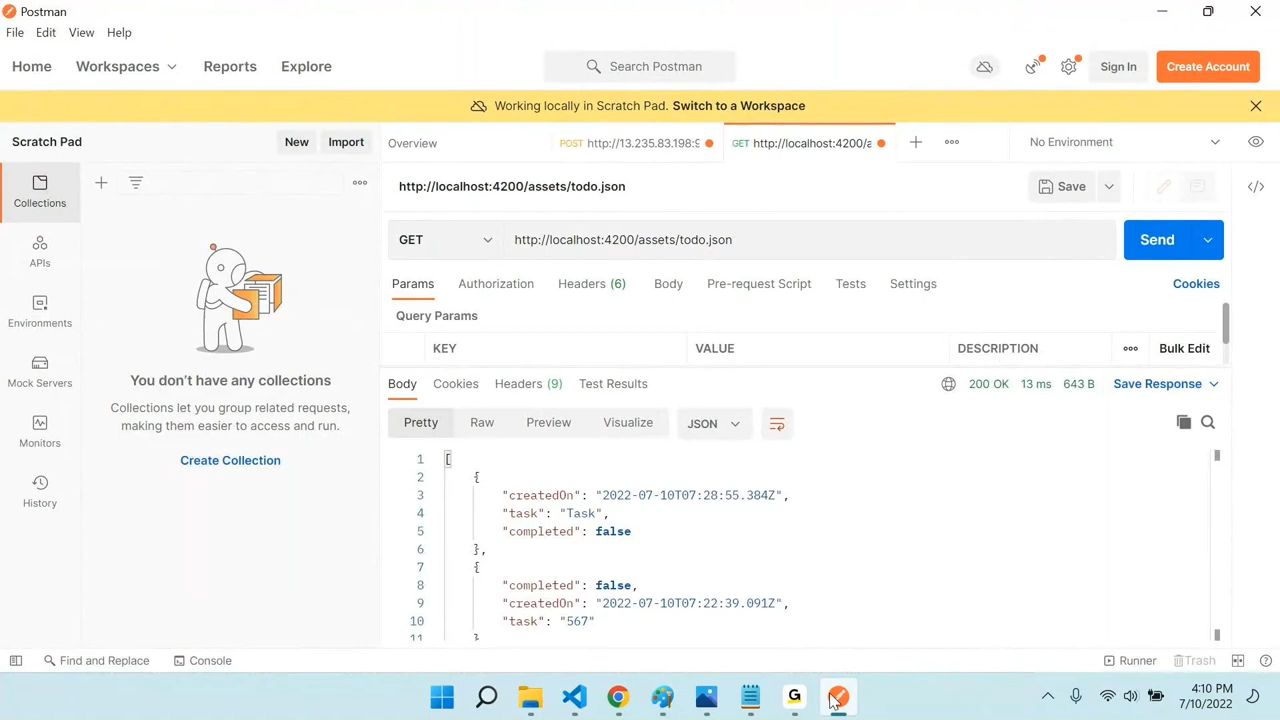 Postman
File Edit View Help
Home Workspaces Reports Explore Search Postman Sign In Create Account
Working locally in Scratch Pad. Switch to a Workspace
Scratch Pad New Import Overview POST http://13.235.83.198:9 GET http://localhost:4200/a No Environment
http://localhost:4200/assets/todo.json Save
Collections
GET http://localhost:4200/assets/todo.json Send
APIs
Params Authorization Headers (6) Body Pre-request Script Tests Settings Cookies
Query Params
Environments
KEY VALUE DESCRIPTION Bulk Edit
Mock Servers
You don't have any collections
Body Cookies Headers (9) Test Results 200 OK 13 ms 643 B Save Response
Collections let you group related requests,
making them easier to access and run.
Pretty Raw Preview Visualize JSON
Monitors
Create Collection
1 [
2 {
3 "createdOn": "2022-07-10T07:28:55.384Z",
History
4 "task": "Task",
5 "completed": false
6 },
7 {
8 "completed": false,
9 "createdOn": "2022-07-10T07:22:39.091Z",
10 "task": "567"
11 }
Find and Replace Console Runner Trash
G
4:10 PM
7/10/2022